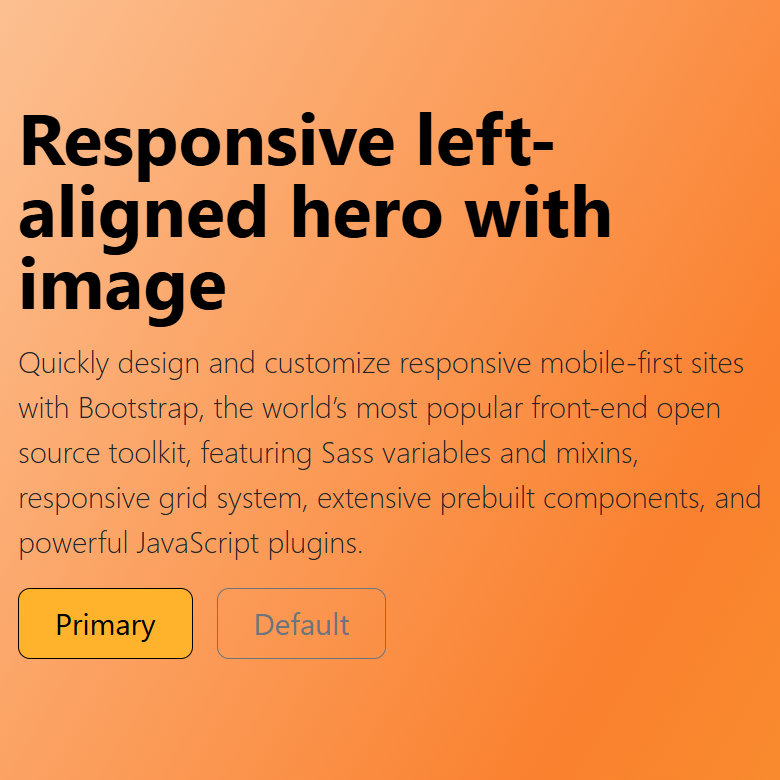 Responsive left-
aligned hero with
image
Quickly design and customize responsive mobile-first sites
with Bootstrap, the world’s most popular front-end open
source toolkit, featuring Sass variables and mixins,
responsive grid system, extensive prebuilt components, and
powerful JavaScript plugins.
Primary Default